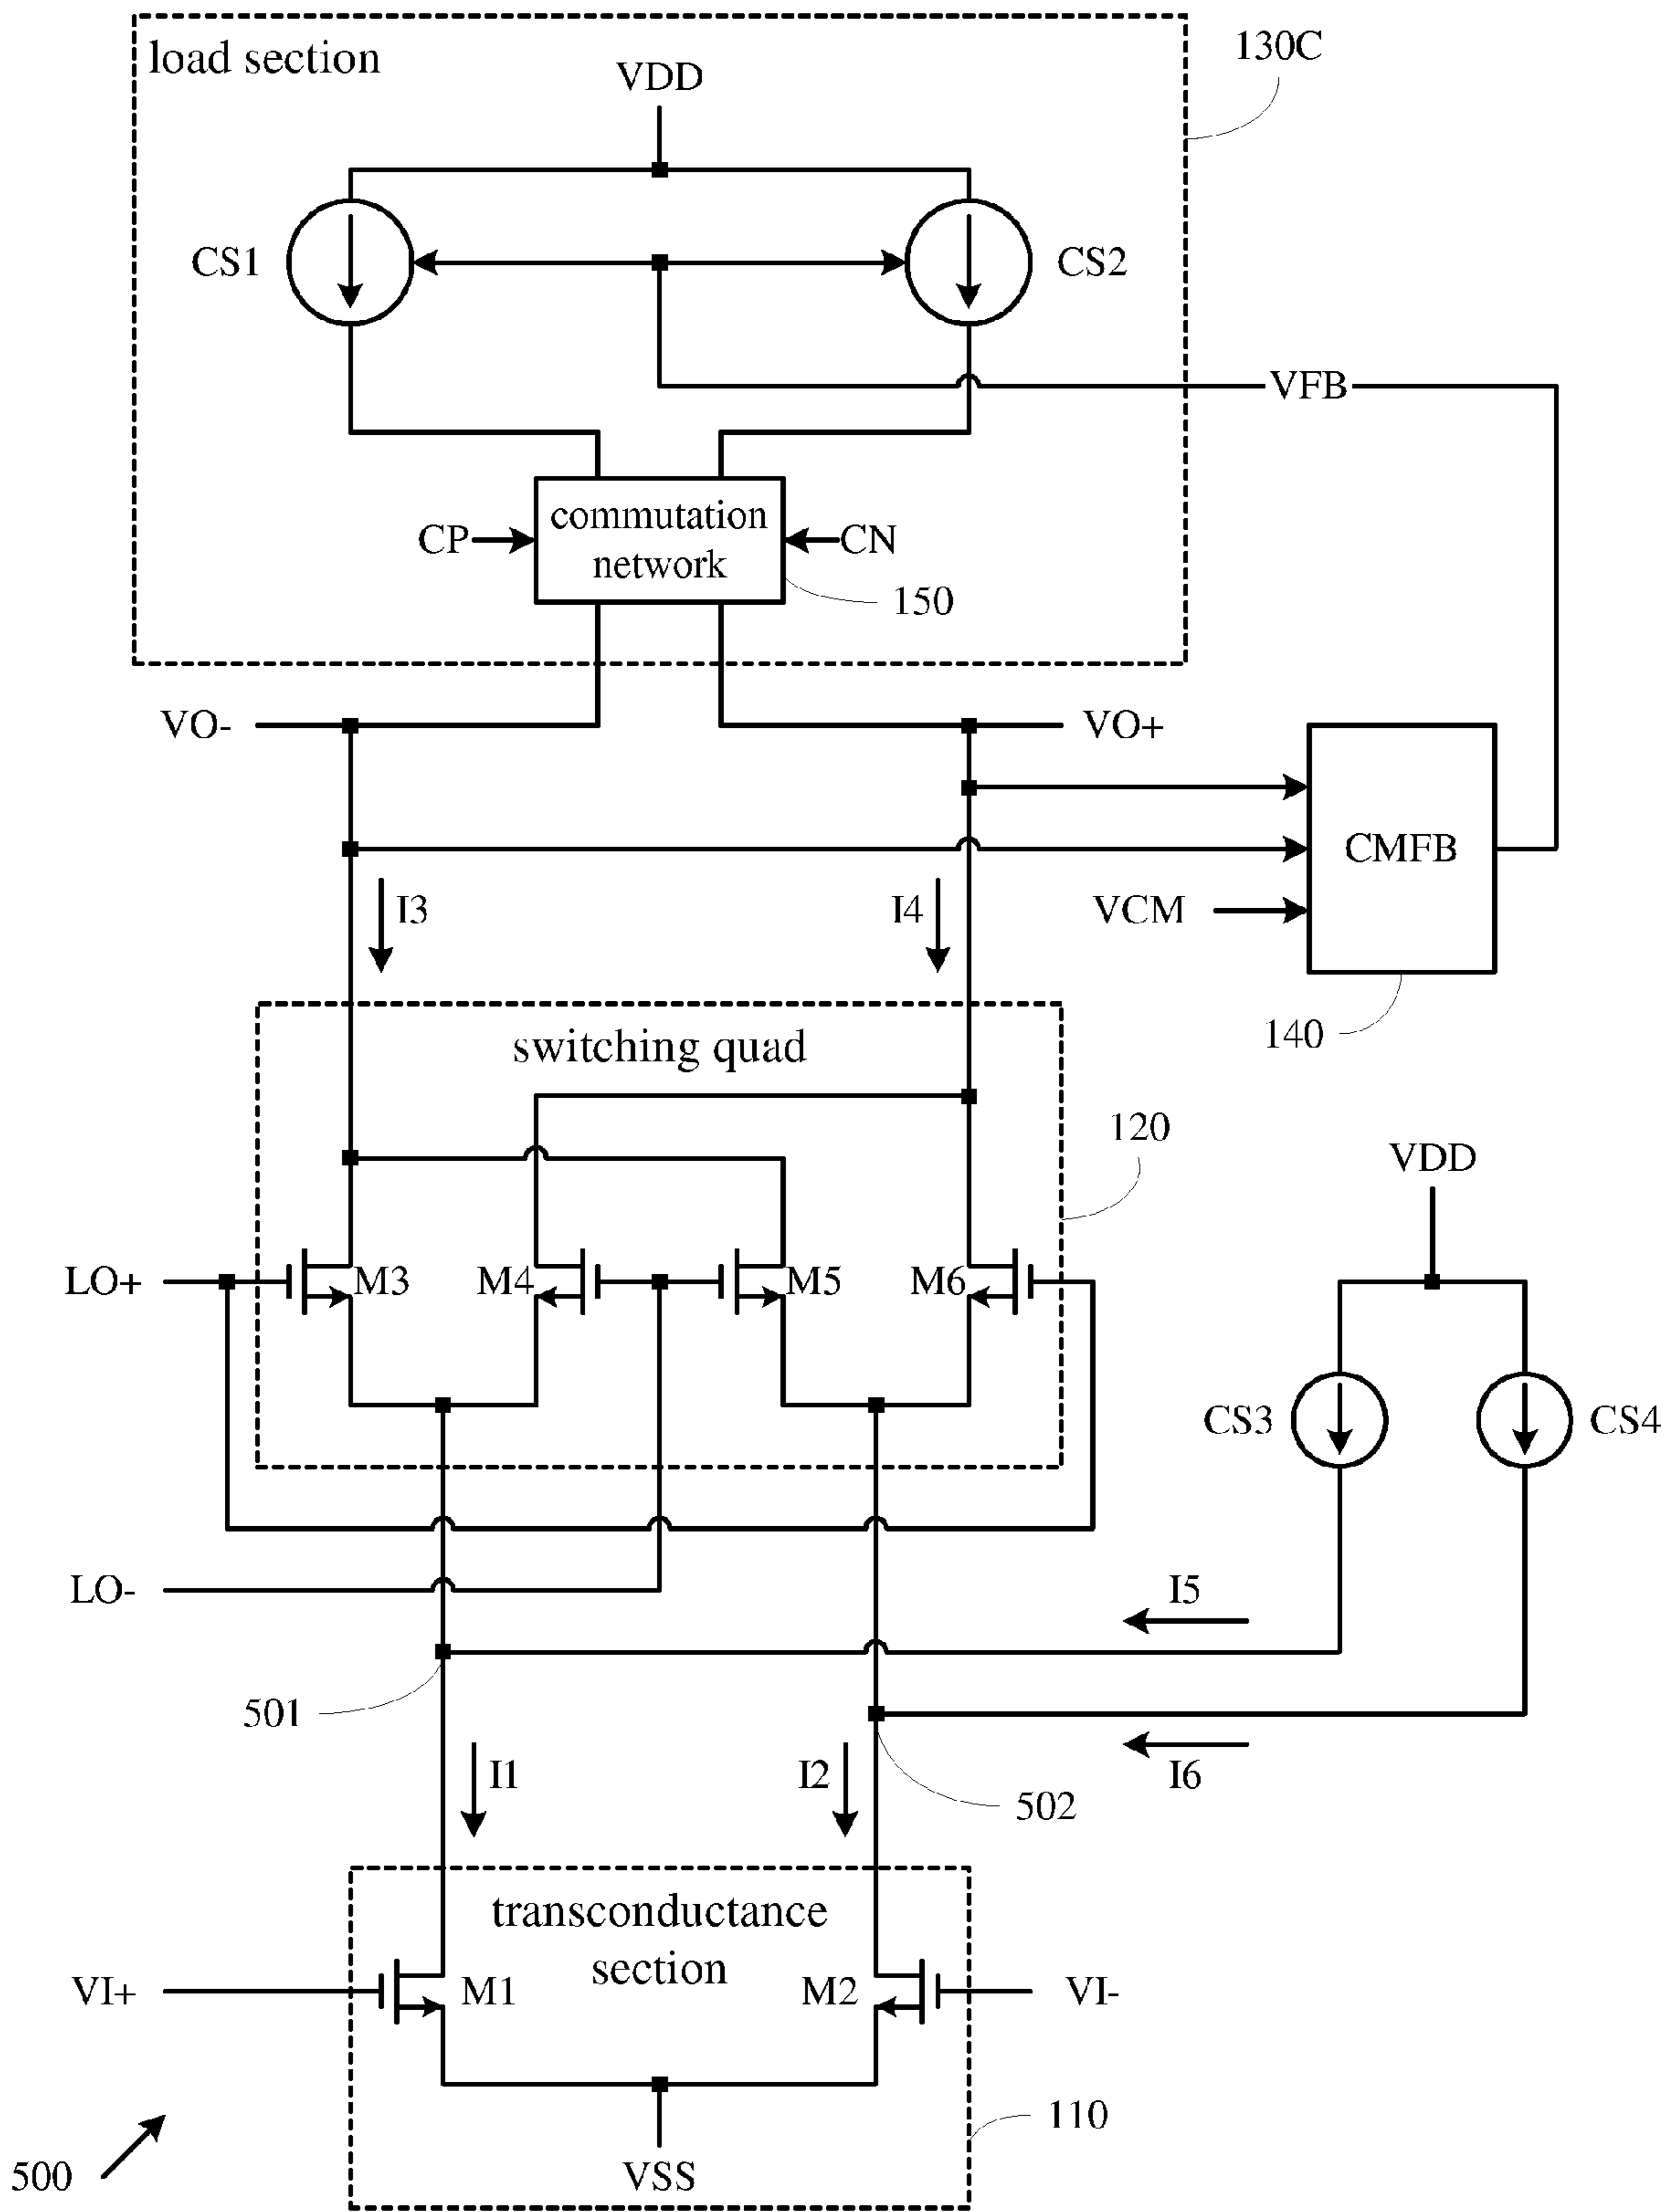 load section
130C
VDD
CS1
CS2
VFB
commutation
network
CP
CN
150
VO-
VO+
CMFB
VCM
I3
I4
140
switching quad
120
VDD
LO+
M3
M4
M5
M6
CS3
CS4
LO-
I5
501
I1
I2
I6
502
transconductance
section
VI+
M1
M2
VI-
110
VSS
500